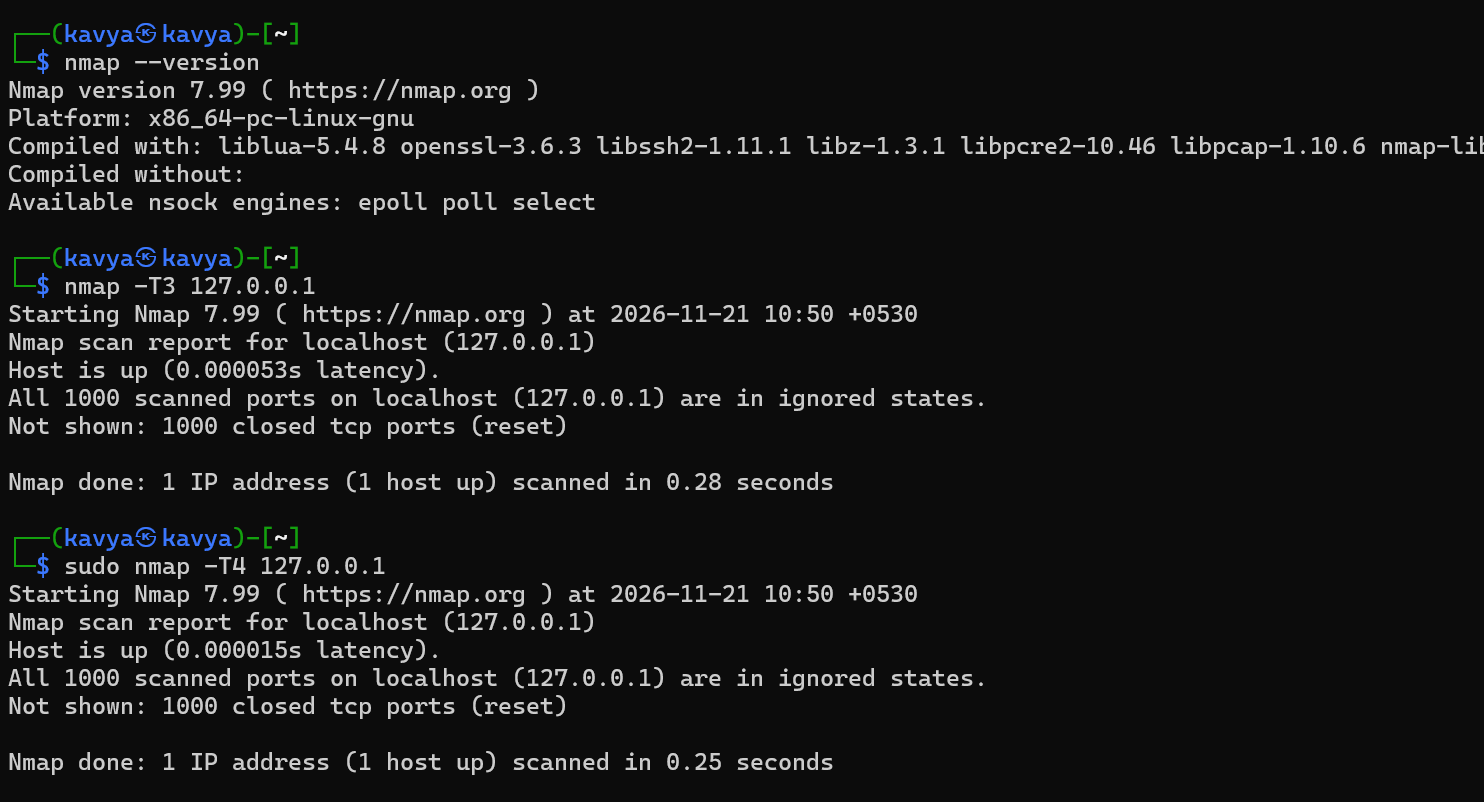 ┌──(kavya㉿kavya)-[~]
└─$ nmap --version
Nmap version 7.99 ( https://nmap.org )
Platform: x86_64-pc-linux-gnu
Compiled with: liblua-5.4.8 openssl-3.6.3 libssh2-1.11.1 libz-1.3.1 libpcre2-10.46 libpcap-1.10.6
Compiled without:
Available nsock engines: epoll poll select
┌──(kavya㉿kavya)-[~]
└─$ nmap -T3 127.0.0.1
Starting Nmap 7.99 ( https://nmap.org ) at 2026-11-21 10:50 +0530
Nmap scan report for localhost (127.0.0.1)
Host is up (0.000053s latency).
All 1000 scanned ports on localhost (127.0.0.1) are in ignored states.
Not shown: 1000 closed tcp ports (reset)
Nmap done: 1 IP address (1 host up) scanned in 0.28 seconds
┌──(kavya㉿kavya)-[~]
└─$ sudo nmap -T4 127.0.0.1
Starting Nmap 7.99 ( https://nmap.org ) at 2026-11-21 10:50 +0530
Nmap scan report for localhost (127.0.0.1)
Host is up (0.000015s latency).
All 1000 scanned ports on localhost (127.0.0.1) are in ignored states.
Not shown: 1000 closed tcp ports (reset)
Nmap done: 1 IP address (1 host up) scanned in 0.25 seconds